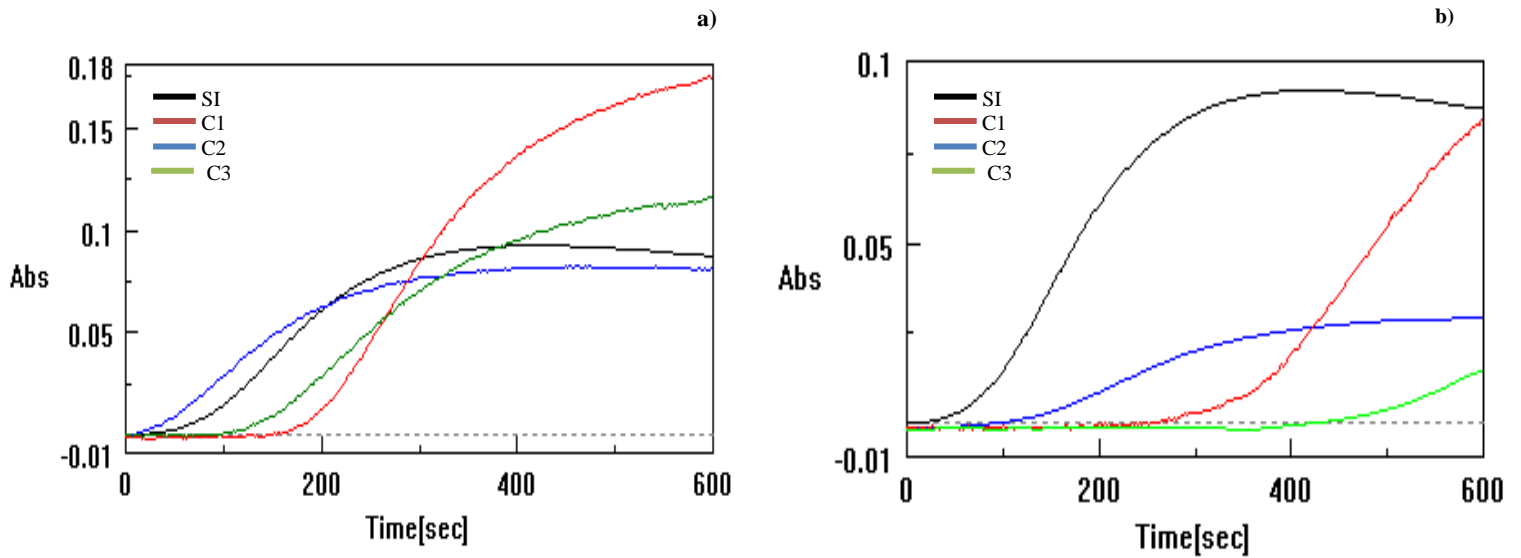 a)
0.18
0.15
0.1
0.05
-0.01
Abs
SI
C1
C2
C3
0
200
400
600
Time[sec]
b)
0.1
0.05
-0.01
Abs
SI
C1
C2
C3
0
200
400
600
Time[sec]